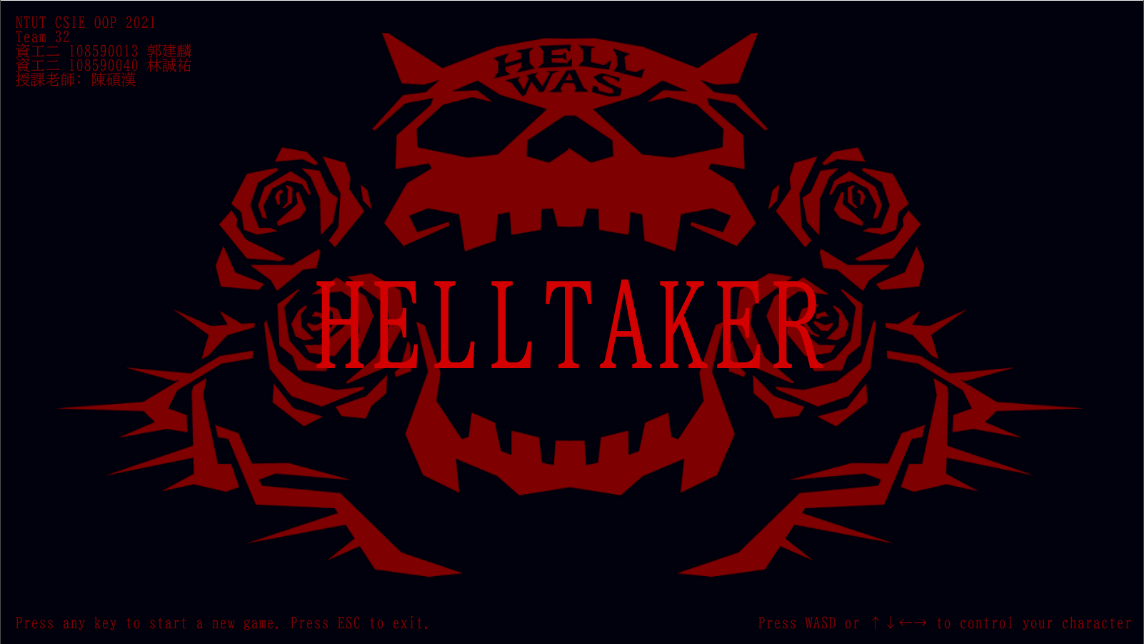 NTUT CSIE OOP 2021
Team 32
資工二 108590013 郭建麟
資工二 108590040 林誠祐
授課老師: 陳碩漢
HELL
WAS
HELLTAKER
Press any key to start a new game. Press ESC to exit.
Press WASD or ↑↓←→ to control your character